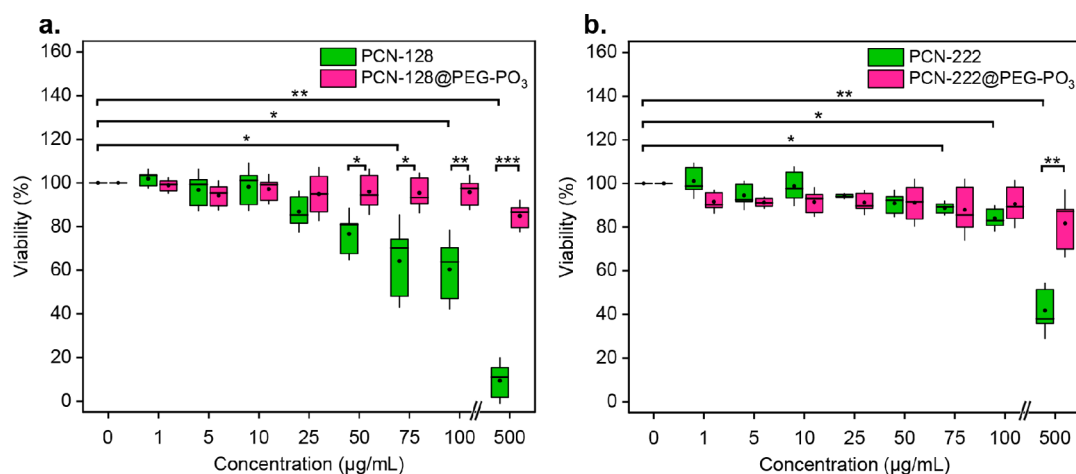 a.
PCN-128
PCN-128@PEG-PO3
Viability (%)
160
140
120
100
80
60
40
20
0
**
*
*
*
*
**
***
0 1 5 10 25 50 75 100 500
Concentration (µg/mL)
b.
PCN-222
PCN-222@PEG-PO3
Viability (%)
160
140
120
100
80
60
40
20
0
**
*
*
**
0 1 5 10 25 50 75 100 500
Concentration (µg/mL)